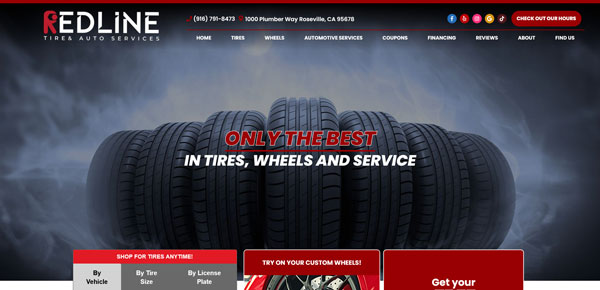 REDLINE
TIRE & AUTO SERVICES
(916) 791-8473 1000 Plumber Way Roseville, CA 95678
CHECK OUT OUR HOURS
HOME TIRES WHEELS AUTOMOTIVE SERVICES COUPONS FINANCING REVIEWS ABOUT FIND US
ONLY THE BEST
IN TIRES, WHEELS AND SERVICE
SHOP FOR TIRES ANYTIME!
By Vehicle
By Tire Size
By License Plate
TRY ON YOUR CUSTOM WHEELS!
Get your